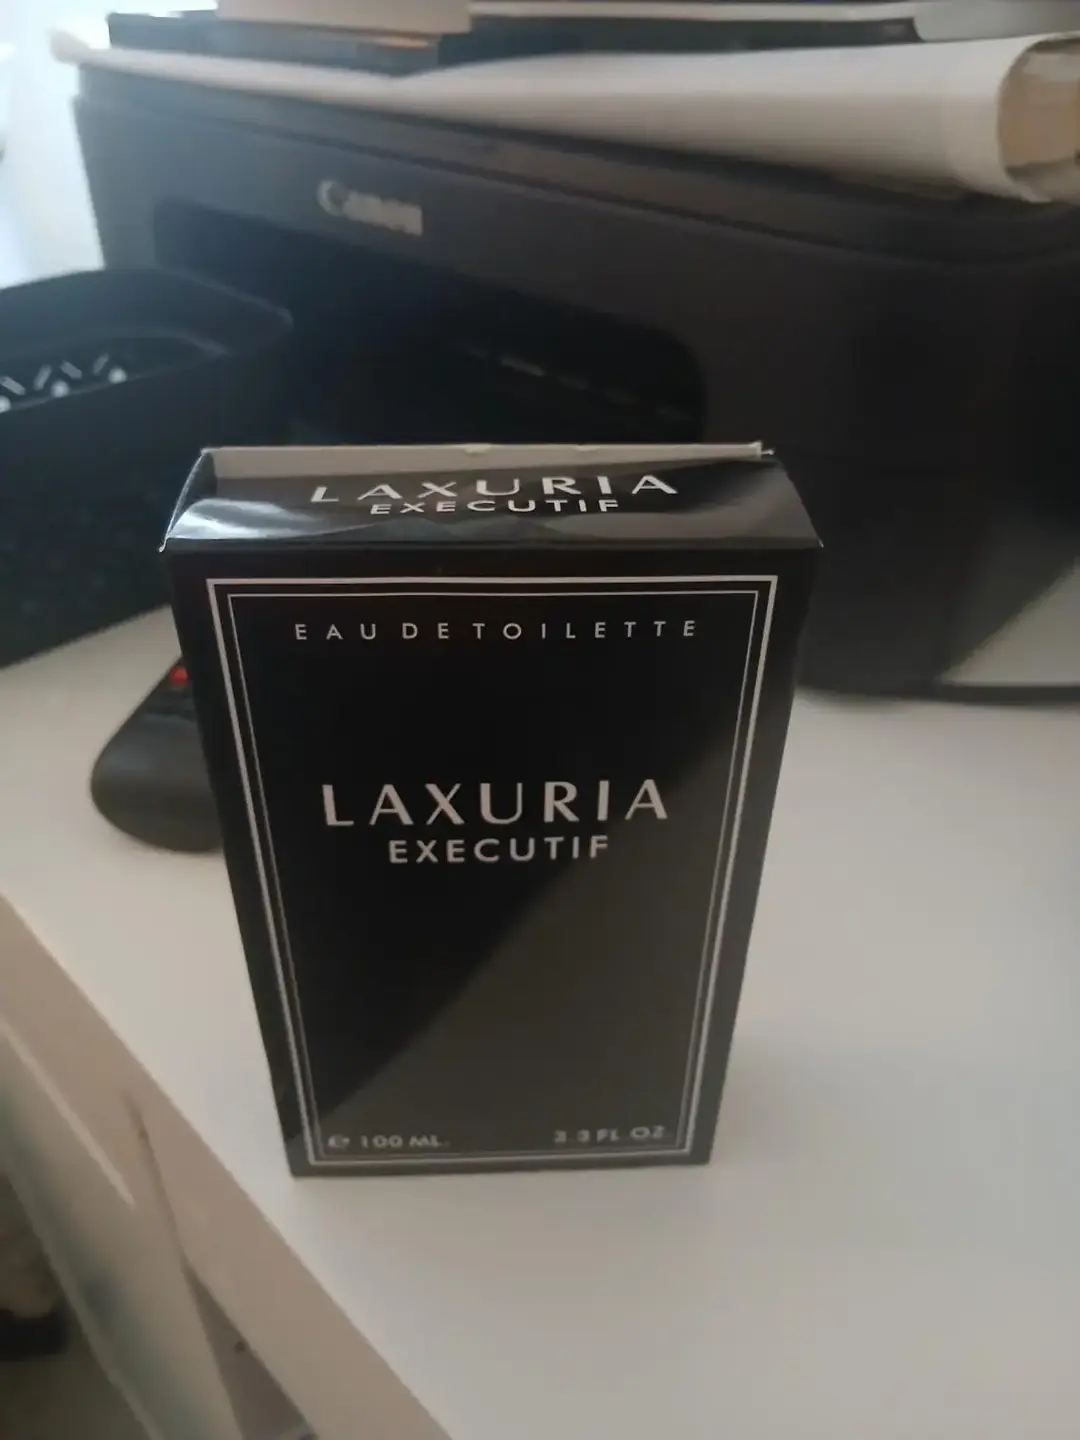 Canon
LAXURIA
EXECUTIF
EAU DE TOILETTE
LAXURIA
EXECUTIF
e 100 ML.
3.3 FL OZ